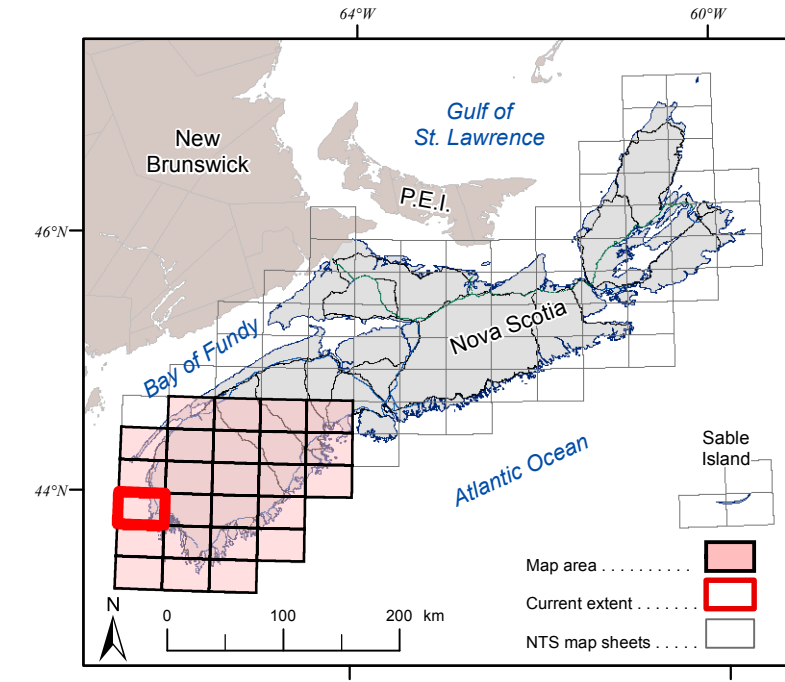 64°W
60°W
Gulf of
St. Lawrence
New
Brunswick
P.E.I.
46°N
Nova Scotia
Bay of Fundy
Sable
Island
Atlantic Ocean
44°N
Map area . . . . . . . . . .
Current extent . . . . . . .
NTS map sheets . . . . .
N
0 100 200 km